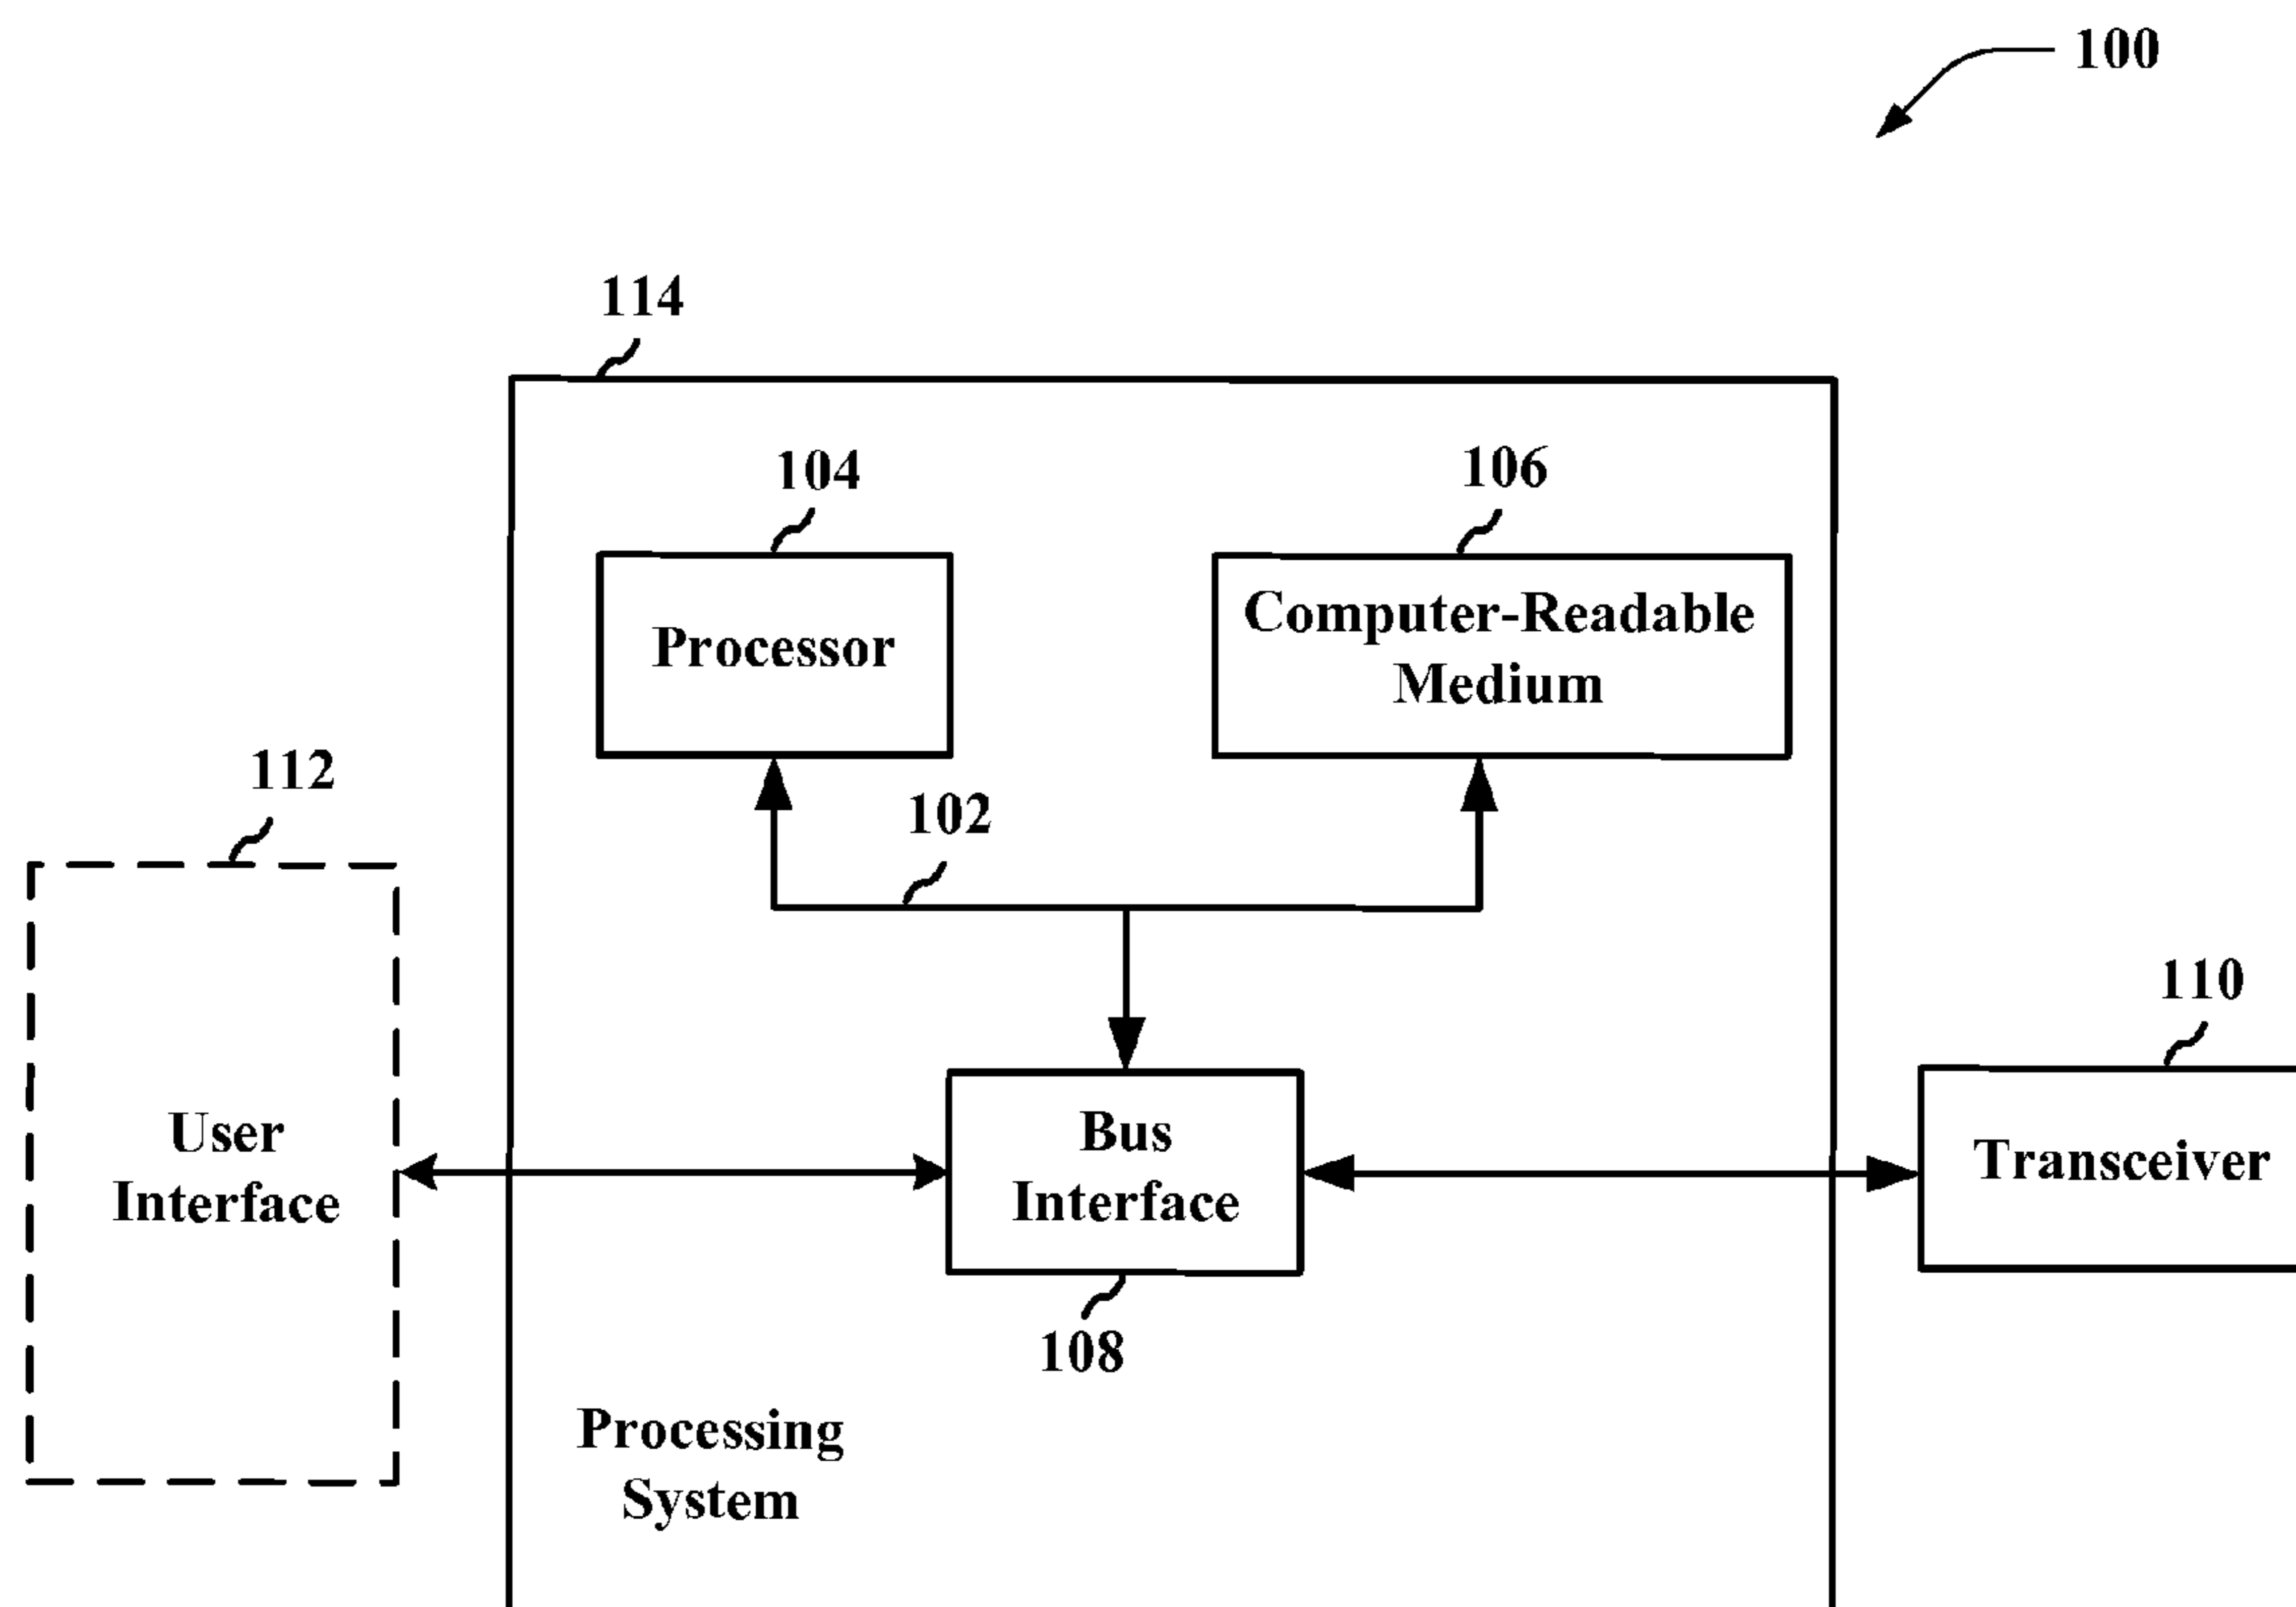 100
114
104
106
Processor
Computer-Readable
Medium
112
102
110
User
Interface
Bus
Interface
Transceiver
108
Processing
System